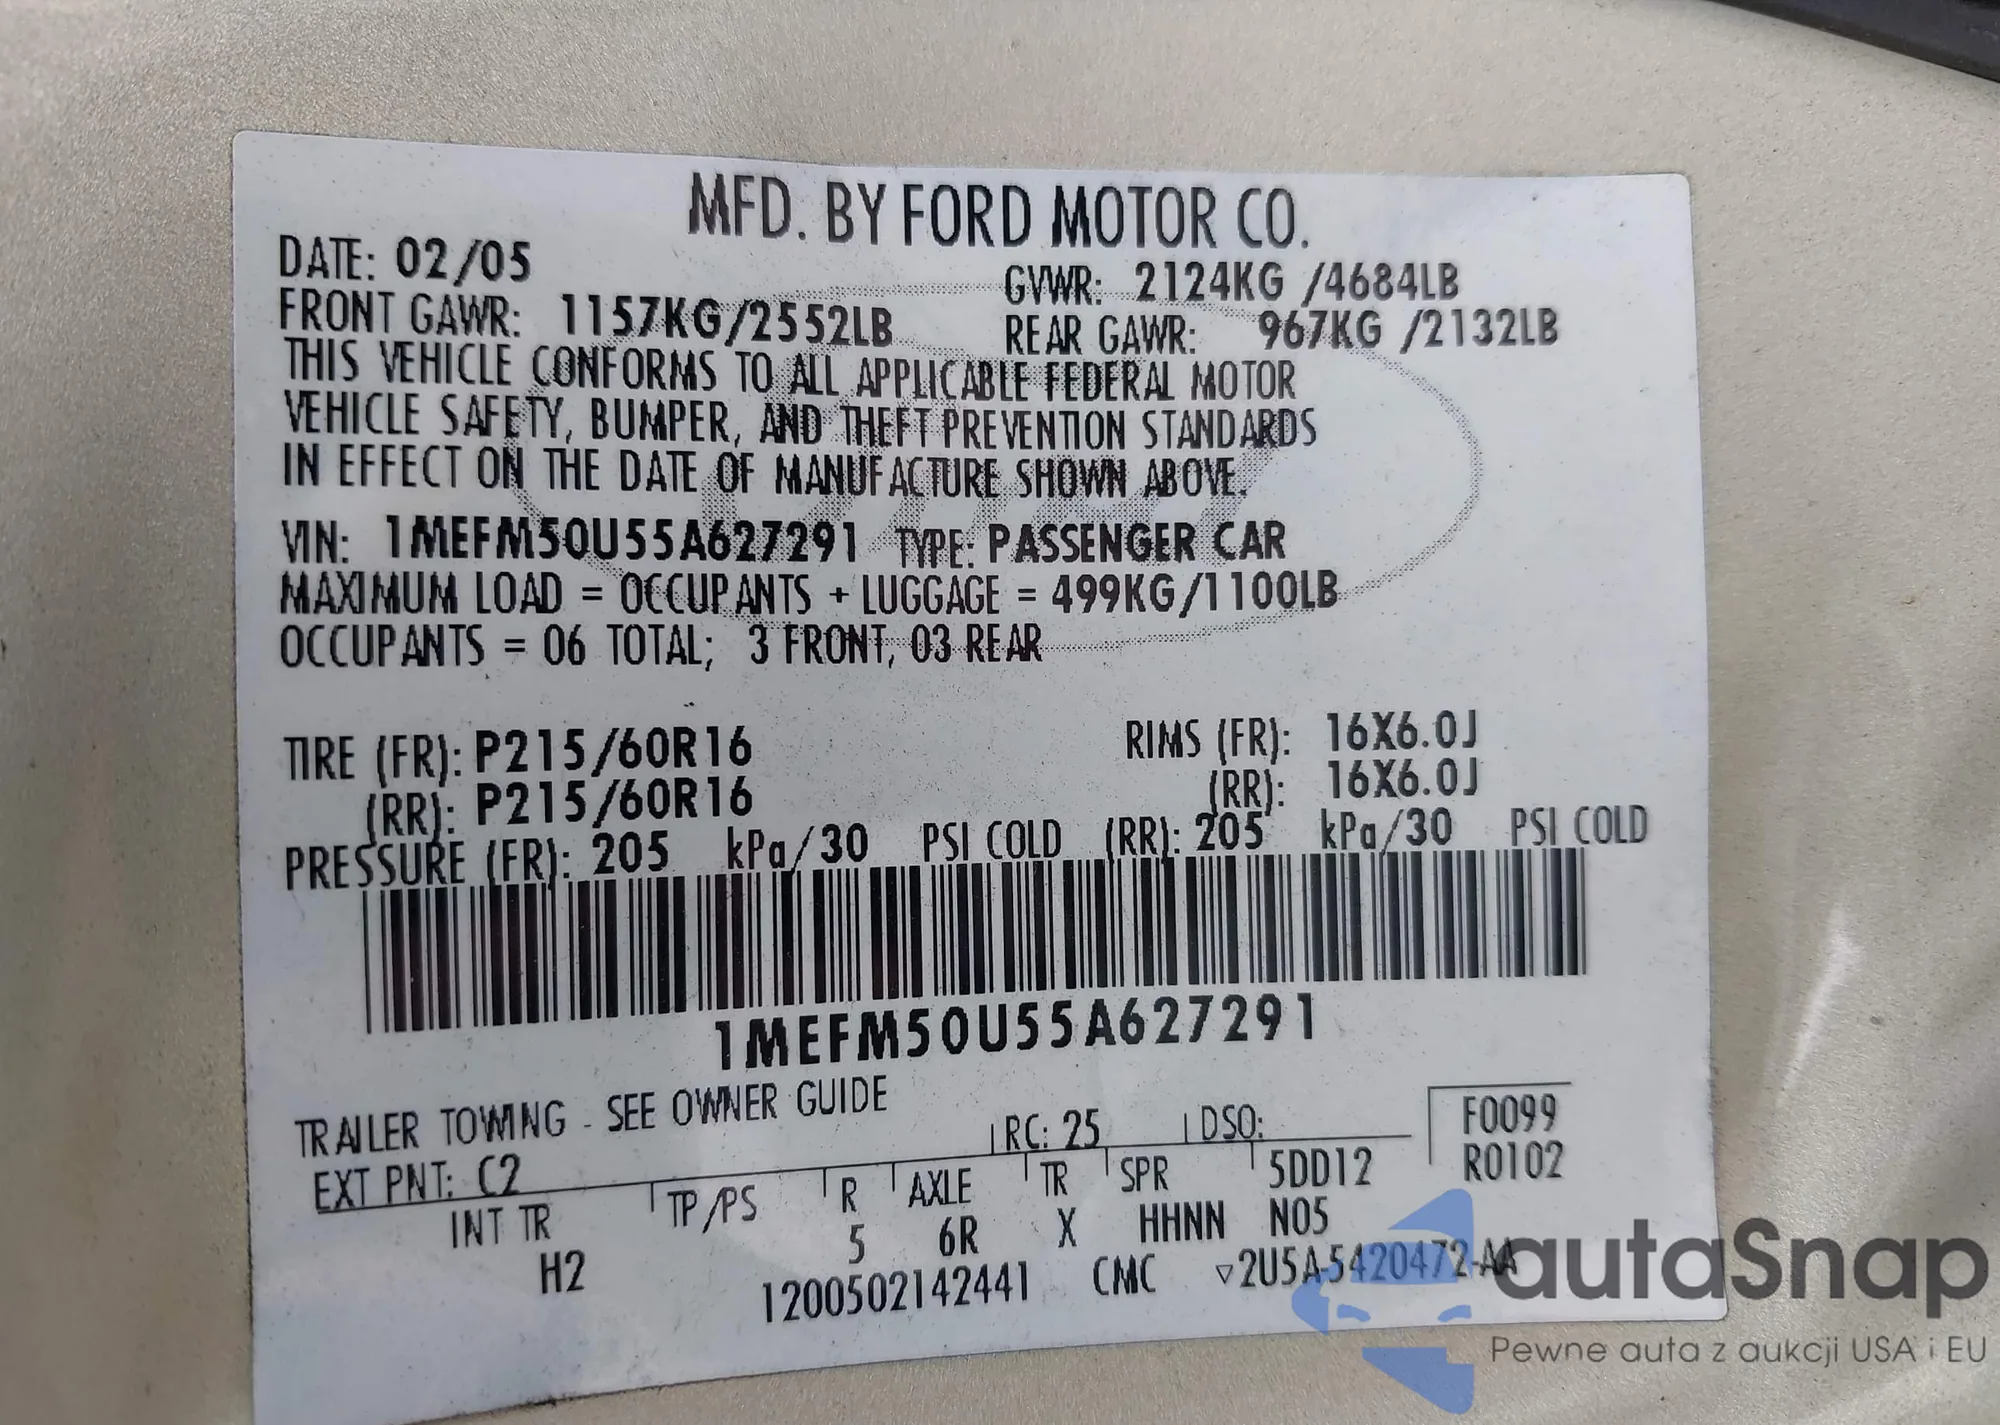 MFD. BY FORD MOTOR CO.
DATE: 02/05
GVWR: 2124KG /4684LB
FRONT GAWR: 1157KG/2552LB
REAR GAWR: 967KG /2132LB
THIS VEHICLE CONFORMS TO ALL APPLICABLE FEDERAL MOTOR
VEHICLE SAFETY, BUMPER, AND THEFT PREVENTION STANDARDS
IN EFFECT ON THE DATE OF MANUFACTURE SHOWN ABOVE.
VIN: 1MEFM50U55A627291 TYPE: PASSENGER CAR
MAXIMUM LOAD = OCCUPANTS + LUGGAGE = 499KG/1100LB
OCCUPANTS = 06 TOTAL; 3 FRONT, 03 REAR
TIRE (FR): P215/60R16 RIMS (FR): 16X6.0J
(RR): P215/60R16 (RR): 16X6.0J
PRESSURE (FR): 205 kPa/30 PSI COLD (RR): 205 kPa/30 PSI COLD
1MEFM50U55A627291
TRAILER TOWING - SEE OWNER GUIDE
EXT PNT: C2 RC: 25 DSO: F0099
R0102
INT TR TP/PS R AXLE TR SPR 5DD12
H2 5 6R X HHNN N05
1200502142441 CMC ▽2U5A-5420472-AA
autaSnap
Pewne auta z aukcji USA i EU